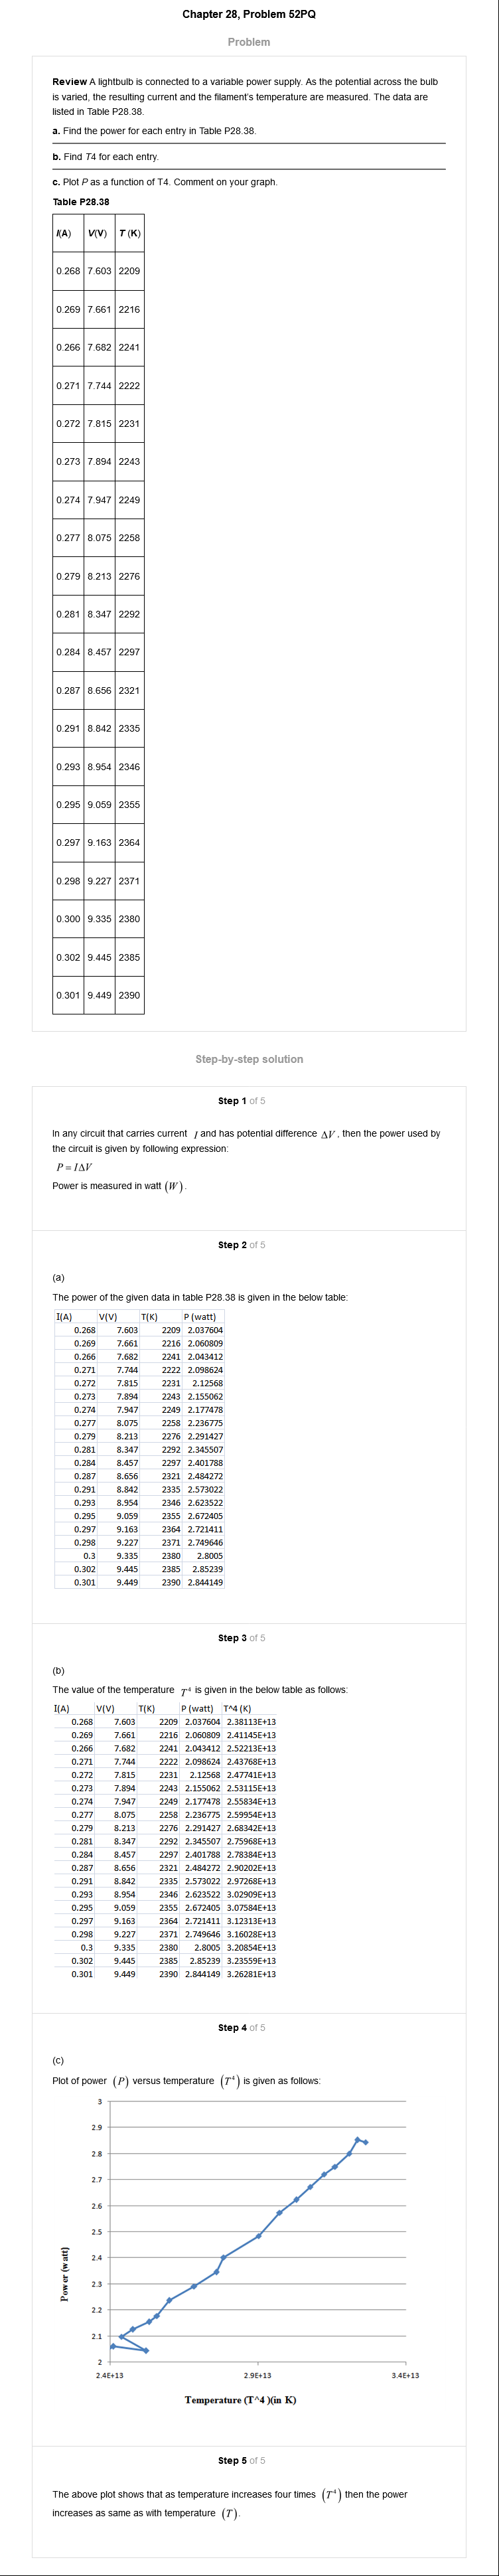 Chapter 28, Problem 52PQ
Problem
Review A lightbulb is connected to a variable power supply. As the potential across the bulb
is varied, the resulting current and the filament's temperature are measured. The data are
listed in Table P28.38.
a. Find the power for each entry in Table P28.38.
b. Find T4 for each entry.
c. Plot P as a function of T4. Comment on your graph.
Table P28.38
I(A) V(V) T (K)
0.268 7.603 2209
0.269 7.661 2216
0.266 7.682 2241
0.271 7.744 2222
0.272 7.815 2231
0.273 7.894 2243
0.274 7.947 2249
0.277 8.075 2258
0.279 8.213 2276
0.281 8.347 2292
0.284 8.457 2297
0.287 8.656 2321
0.291 8.842 2335
0.293 8.954 2346
0.295 9.059 2355
0.297 9.163 2364
0.298 9.227 2371
0.300 9.335 2380
0.302 9.445 2385
0.301 9.449 2390
Step-by-step solution
Step 1 of 5
In any circuit that carries current I and has potential difference ΔV, then the power used by
the circuit is given by following expression:
P = IΔV
Power is measured in watt (W).
Step 2 of 5
(a)
The power of the given data in table P28.38 is given in the below table:
I(A) V(V) T(K) P (watt)
0.268 7.603 2209 2.037604
0.269 7.661 2216 2.060809
0.266 7.682 2241 2.043412
0.271 7.744 2222 2.098624
0.272 7.815 2231 2.12568
0.273 7.894 2243 2.155062
0.274 7.947 2249 2.177478
0.277 8.075 2258 2.236775
0.279 8.213 2276 2.291427
0.281 8.347 2292 2.345507
0.284 8.457 2297 2.401788
0.287 8.656 2321 2.484272
0.291 8.842 2335 2.573022
0.293 8.954 2346 2.623522
0.295 9.059 2355 2.672405
0.297 9.163 2364 2.721411
0.298 9.227 2371 2.749646
0.3 9.335 2380 2.8005
0.302 9.445 2385 2.85239
0.301 9.449 2390 2.844149
Step 3 of 5
(b)
The value of the temperature T⁴ is given in the below table as follows:
I(A) V(V) T(K) P (watt) T^4 (K)
0.268 7.603 2209 2.037604 2.38113E+13
0.269 7.661 2216 2.060809 2.41145E+13
0.266 7.682 2241 2.043412 2.52213E+13
0.271 7.744 2222 2.098624 2.43768E+13
0.272 7.815 2231 2.12568 2.47741E+13
0.273 7.894 2243 2.155062 2.53115E+13
0.274 7.947 2249 2.177478 2.55834E+13
0.277 8.075 2258 2.236775 2.59954E+13
0.279 8.213 2276 2.291427 2.68342E+13
0.281 8.347 2292 2.345507 2.75968E+13
0.284 8.457 2297 2.401788 2.78384E+13
0.287 8.656 2321 2.484272 2.90202E+13
0.291 8.842 2335 2.573022 2.97268E+13
0.293 8.954 2346 2.623522 3.02909E+13
0.295 9.059 2355 2.672405 3.07584E+13
0.297 9.163 2364 2.721411 3.12313E+13
0.298 9.227 2371 2.749646 3.16028E+13
0.3 9.335 2380 2.8005 3.20854E+13
0.302 9.445 2385 2.85239 3.23559E+13
0.301 9.449 2390 2.844149 3.26281E+13
Step 4 of 5
(c)
Plot of power (P) versus temperature (T⁴) is given as follows:
3
2.9
2.8
2.7
2.6
2.5
2.4
2.3
2.2
2.1
2
Power (watt)
2.4E+13 2.9E+13 3.4E+13
Temperature (T^4 )(in K)
Step 5 of 5
The above plot shows that as temperature increases four times (T⁴) then the power
increases as same as with temperature (T).